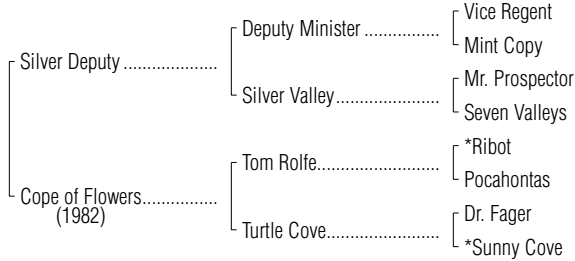 Vice Regent
Deputy Minister ................
Mint Copy
Silver Deputy ....................
Mr. Prospector
Silver Valley......................
Seven Valleys
*Ribot
Tom Rolfe..........................
Pocahontas
Cope of Flowers................
(1982)
Dr. Fager
Turtle Cove........................
*Sunny Cove